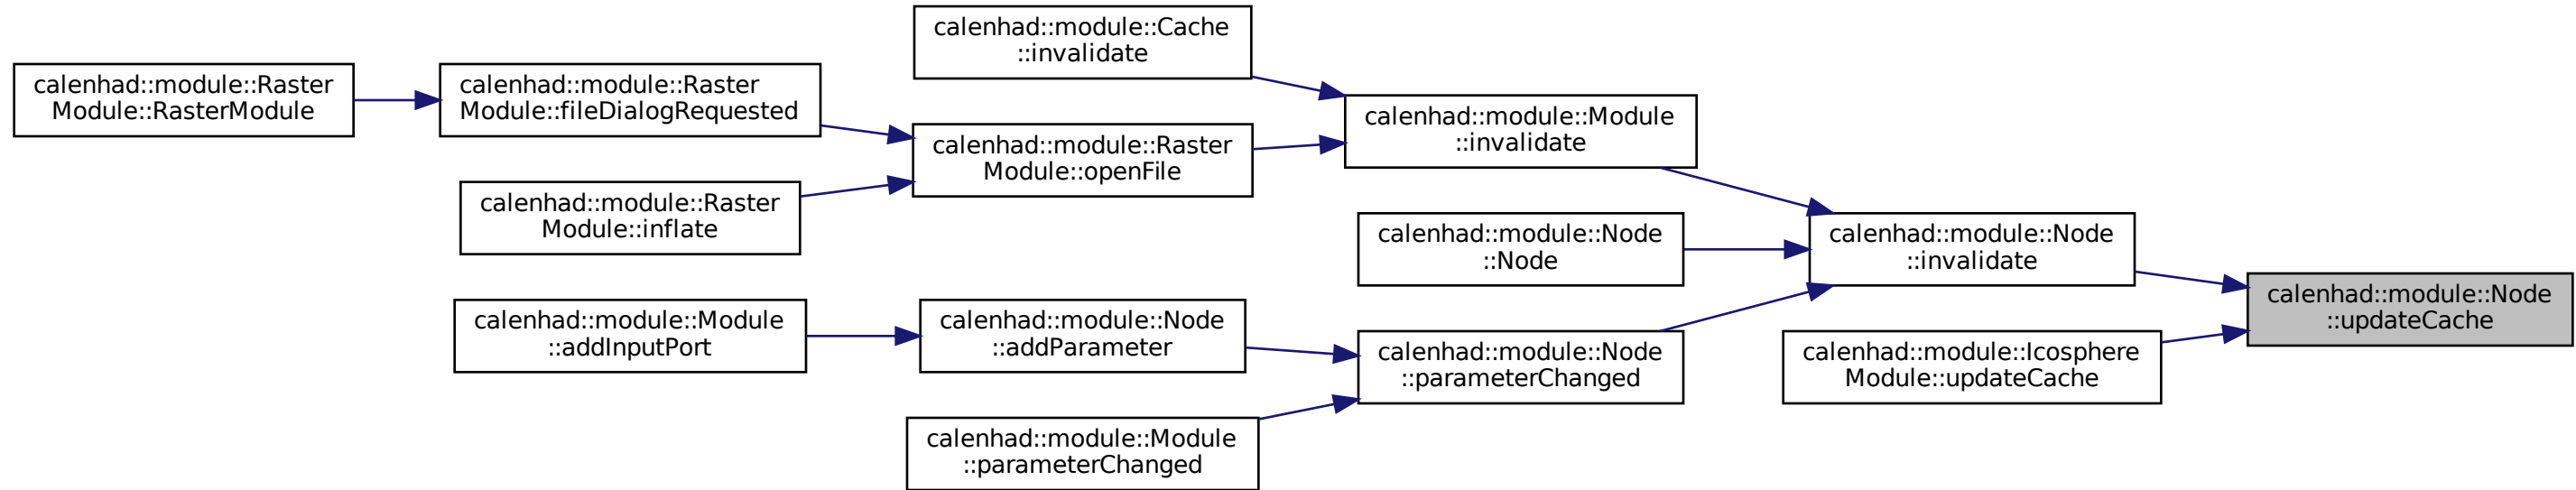 calenhad::module::Raster
Module::RasterModule
calenhad::module::Raster
Module::fileDialogRequested
calenhad::module::Raster
Module::inflate
calenhad::module::Module
::addInputPort
calenhad::module::Cache
::invalidate
calenhad::module::Raster
Module::openFile
calenhad::module::Node
::addParameter
calenhad::module::Module
::parameterChanged
calenhad::module::Module
::invalidate
calenhad::module::Node
::Node
calenhad::module::Node
::parameterChanged
calenhad::module::Node
::invalidate
calenhad::module::Icosphere
Module::updateCache
calenhad::module::Node
::updateCache